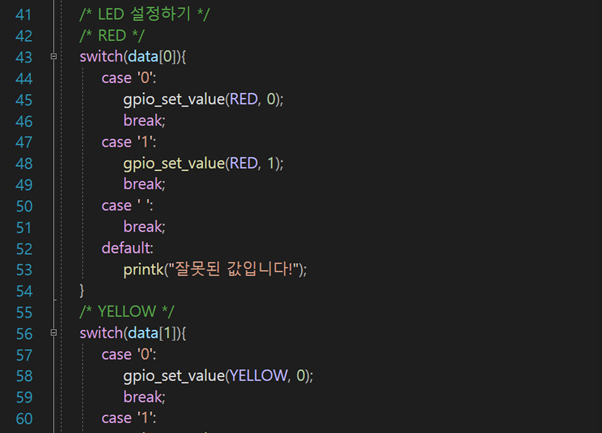 41 /* LED 설정하기 */
42 /* RED */
43 switch(data[0]){
44 case '0':
45 gpio_set_value(RED, 0);
46 break;
47 case '1':
48 gpio_set_value(RED, 1);
49 break;
50 case ' ':
51 break;
52 default:
53 printk("잘못된 값입니다!");
54 }
55 /* YELLOW */
56 switch(data[1]){
57 case '0':
58 gpio_set_value(YELLOW, 0);
59 break;
60 case '1':